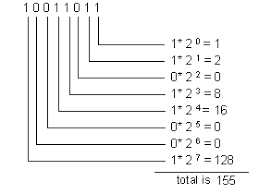 10011011
1* 2 0 = 1
1* 2 1 = 2
0* 2 2 = 0
1* 2 3 = 8
1* 2 4 = 16
0* 2 5 = 0
0* 2 6 = 0
1* 2 7 = 128
total is 155